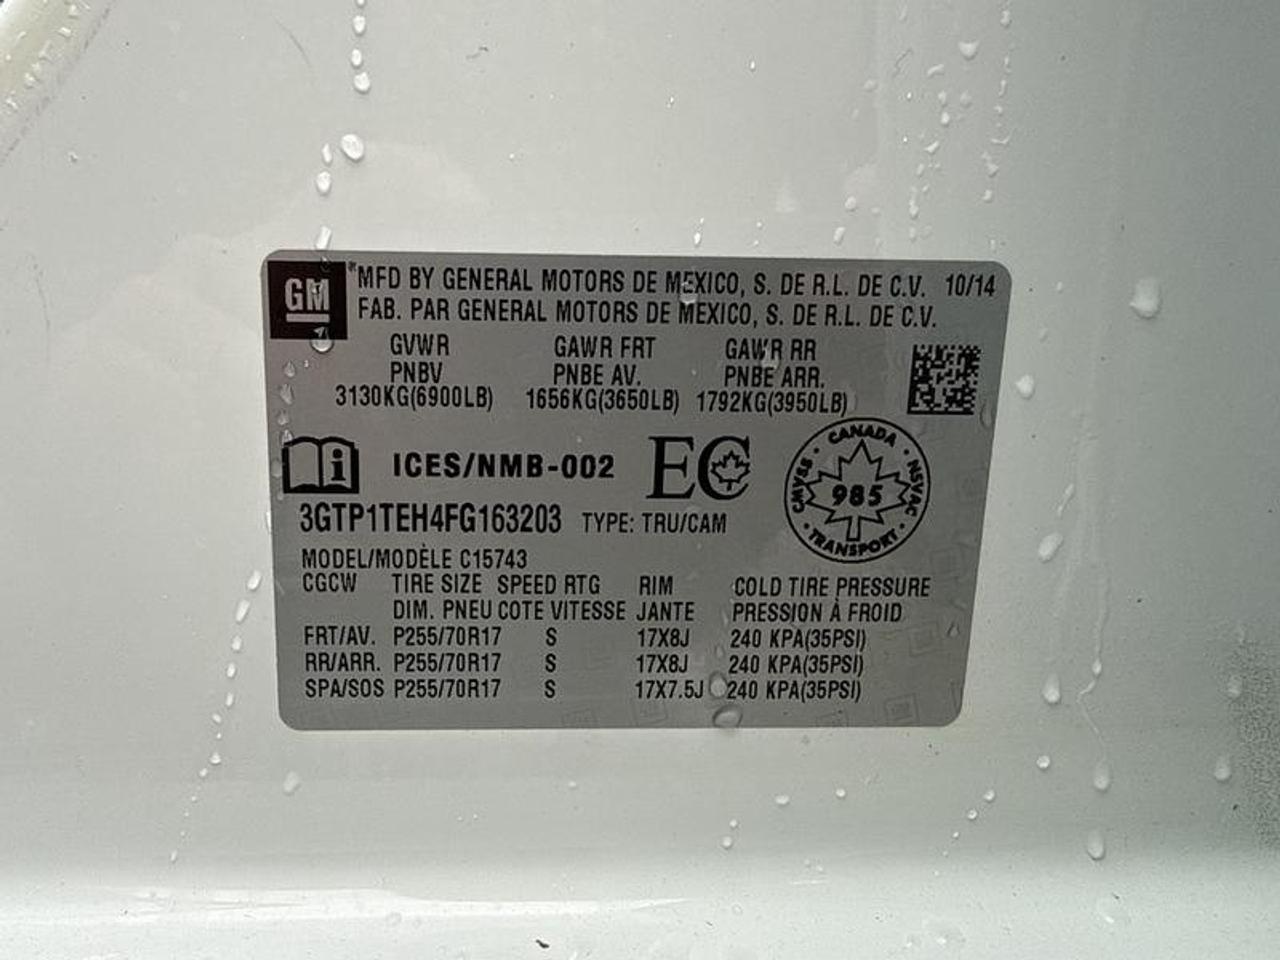 GM
*MFD BY GENERAL MOTORS DE MEXICO, S. DE R.L. DE C.V. 10/14
FAB. PAR GENERAL MOTORS DE MEXICO, S. DE R.L. DE C.V.
GVWR GAWR FRT GAWR RR
PNBV PNBE AV. PNBE ARR.
3130KG(6900LB) 1656KG(3650LB) 1792KG(3950LB)
i ICES/NMB-002 EC
CANADA
CMVSS 985 NSVAC
TRANSPORT
3GTP1TEH4FG163203 TYPE: TRU/CAM
MODEL/MODÈLE C15743
CGCW TIRE SIZE SPEED RTG RIM COLD TIRE PRESSURE
DIM. PNEU COTE VITESSE JANTE PRESSION À FROID
FRT/AV. P255/70R17 S 17X8J 240 KPA(35PSI)
RR/ARR. P255/70R17 S 17X8J 240 KPA(35PSI)
SPA/SOS P255/70R17 S 17X7.5J 240 KPA(35PSI)